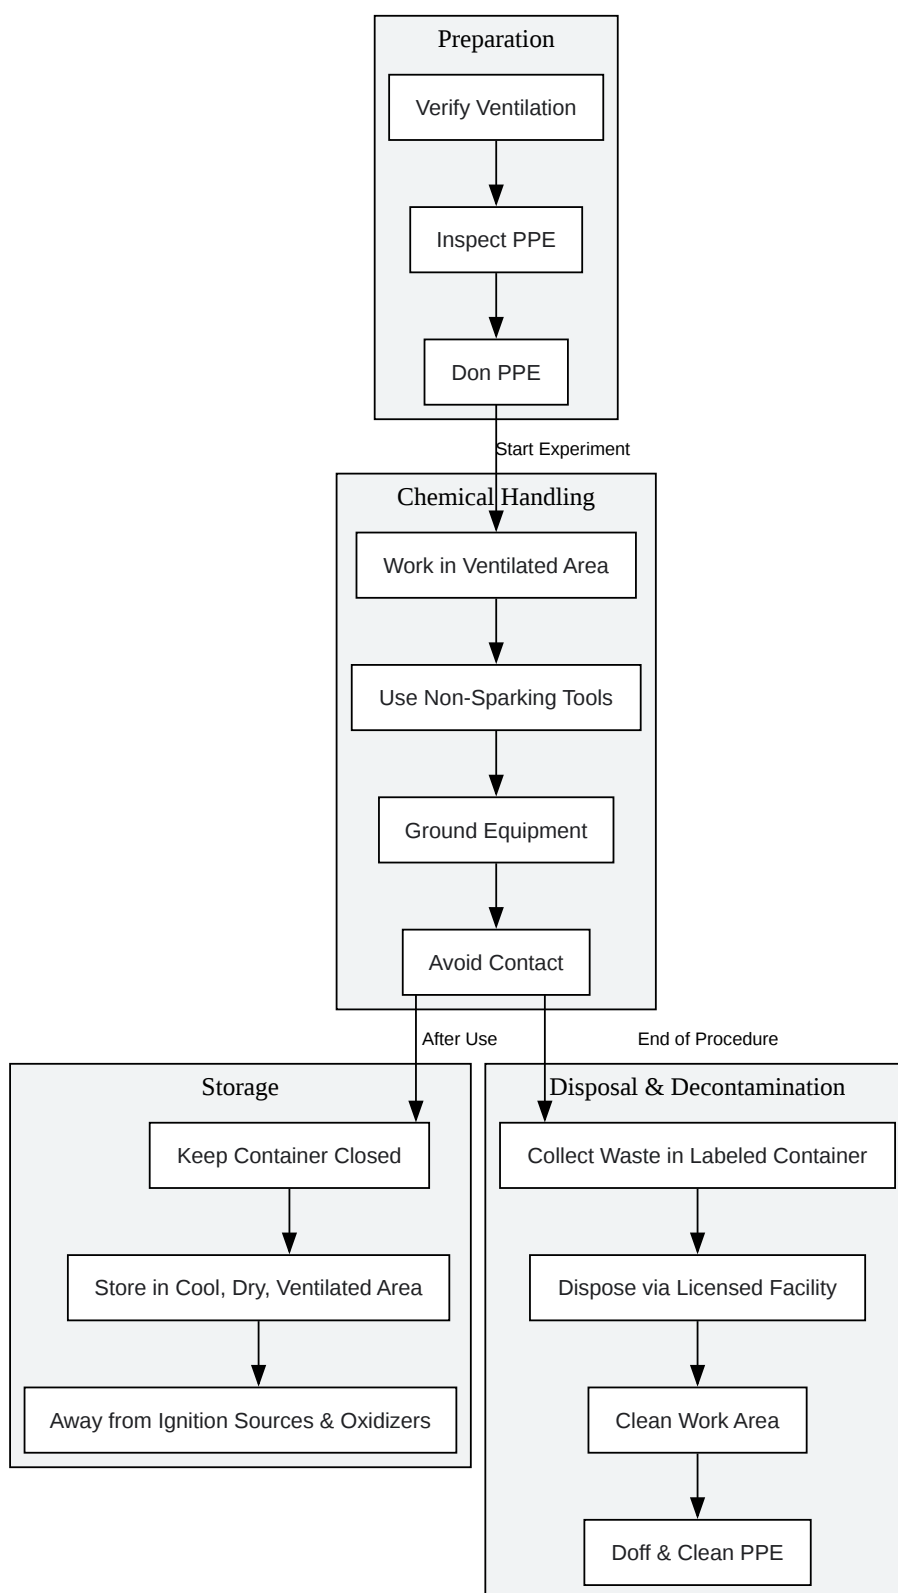 Preparation
Verify Ventilation
Inspect PPE
Don PPE
Start Experiment
Chemical Handling
Work in Ventilated Area
Use Non-Sparking Tools
Ground Equipment
Avoid Contact
After Use
End of Procedure
Storage
Keep Container Closed
Store in Cool, Dry, Ventilated Area
Away from Ignition Sources & Oxidizers
Disposal & Decontamination
Collect Waste in Labeled Container
Dispose via Licensed Facility
Clean Work Area
Doff & Clean PPE